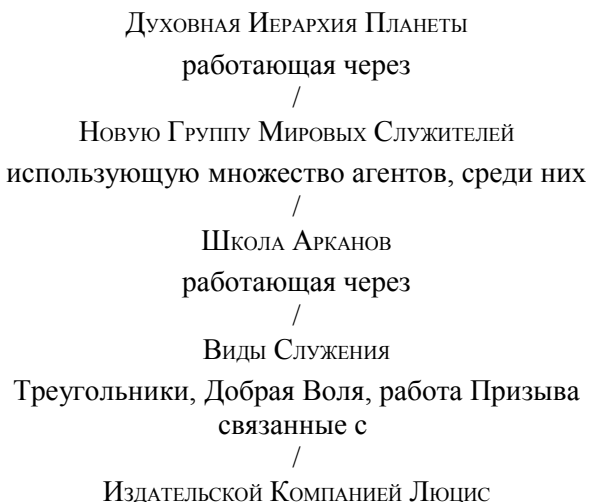 Духовная Иерархия Планеты
работающая через
/
Новую Группу Мировых Служителей
использующую множество агентов, среди них
/
Школа Арканов
работающая через
/
Виды Служения
Треугольники, Добрая Воля, работа Призыва
связанные с
/
Издательской Компанией Люцис